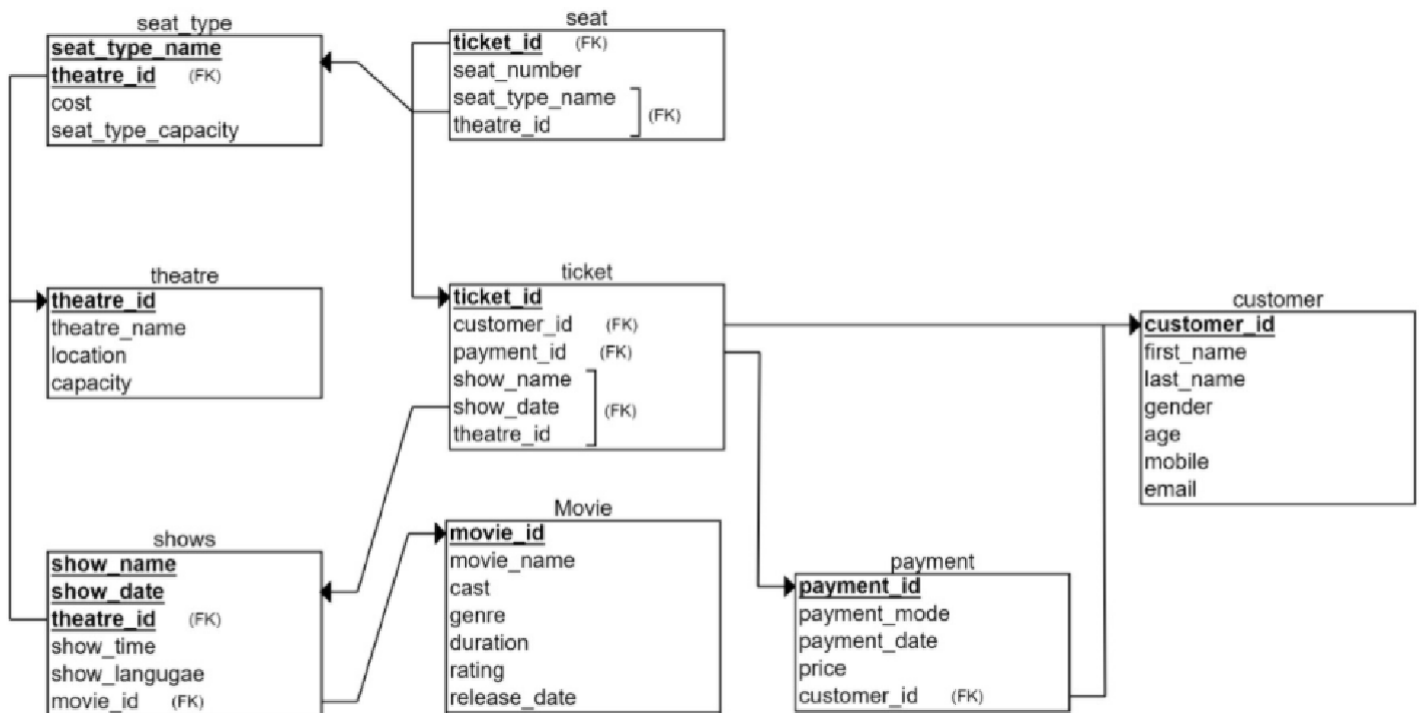 seat_type
seat_type_name
theatre_id (FK)
cost
seat_type_capacity
seat
ticket_id (FK)
seat_number
seat_type_name
theatre_id
(FK)
theatre
theatre_id
theatre_name
location
capacity
ticket
ticket_id
customer_id (FK)
payment_id (FK)
show_name
show_date
theatre_id
(FK)
customer
customer_id
first_name
last_name
gender
age
mobile
email
shows
show_name
show_date
theatre_id (FK)
show_time
show_langugae
movie_id (FK)
Movie
movie_id
movie_name
cast
genre
duration
rating
release_date
payment
payment_id
payment_mode
payment_date
price
customer_id (FK)